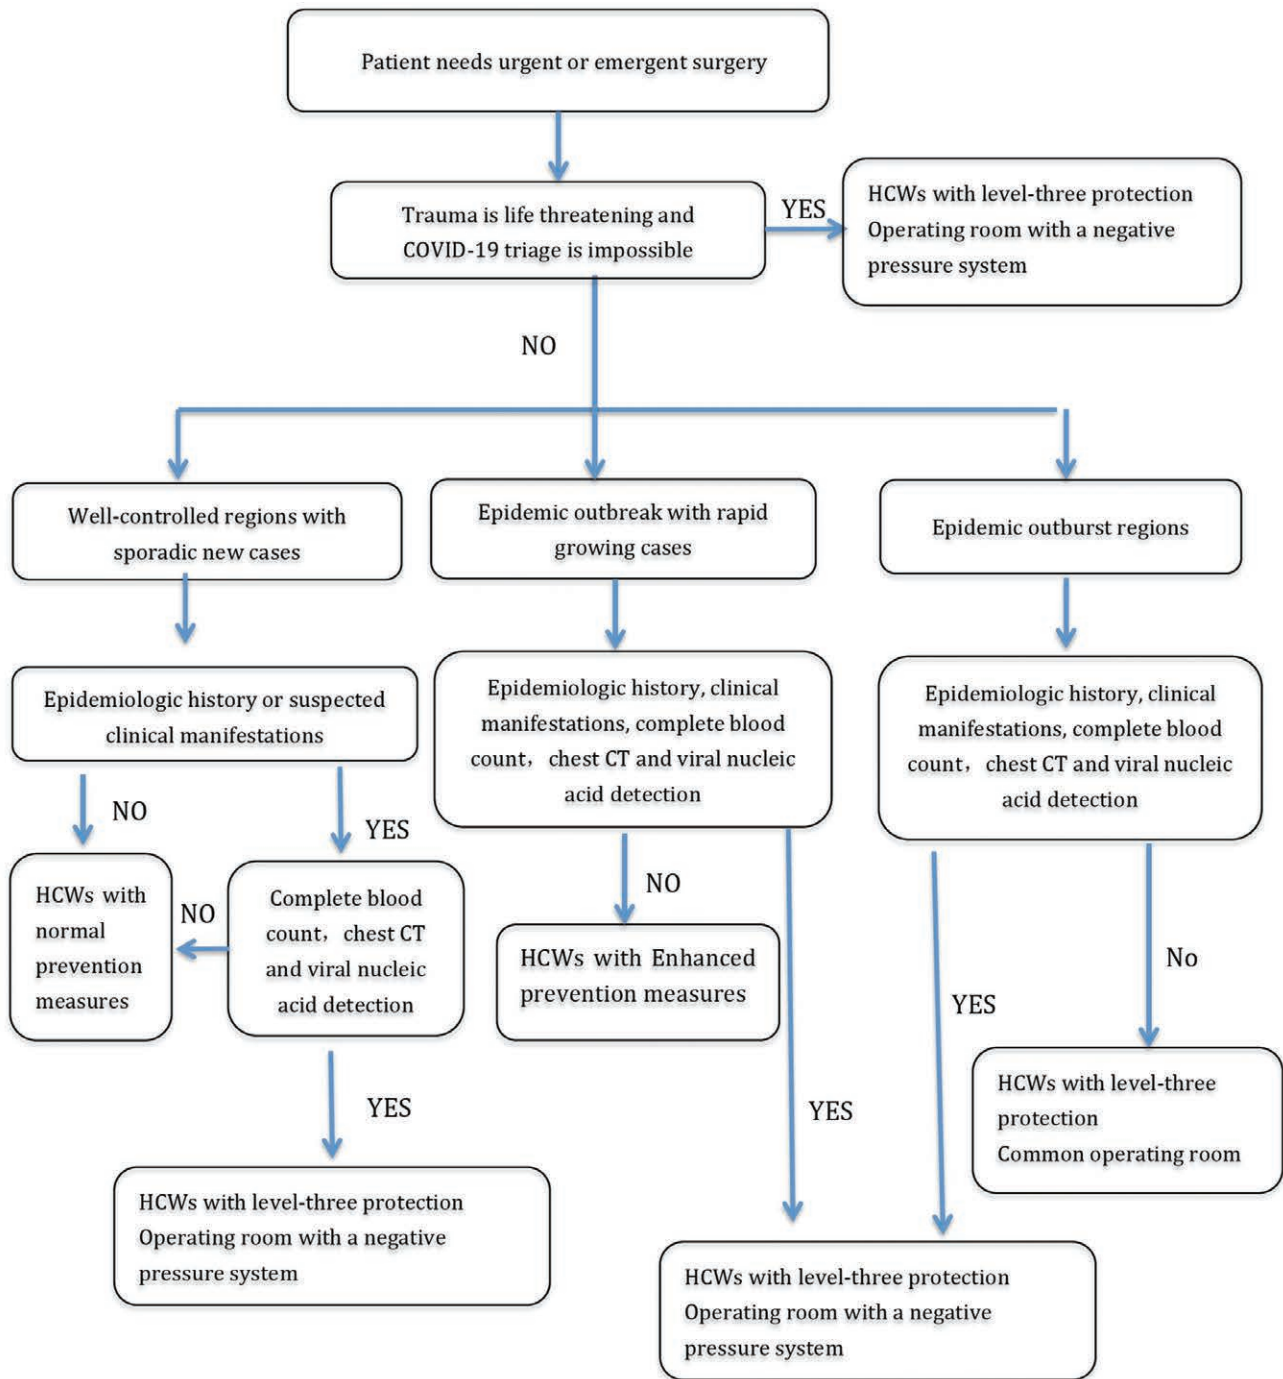 Patient needs urgent or emergent surgery
Trauma is life threatening and
COVID-19 triage is impossible
YES
HCWs with level-three protection
Operating room with a negative
pressure system
NO
Well-controlled regions with
sporadic new cases
Epidemic outbreak with rapid
growing cases
Epidemic outburst regions
Epidemiologic history or suspected
clinical manifestations
Epidemiologic history, clinical
manifestations, complete blood
count，chest CT and viral nucleic
acid detection
Epidemiologic history, clinical
manifestations, complete blood
count，chest CT and viral nucleic
acid detection
NO
YES
HCWs with
normal
prevention
measures
NO
Complete blood
count，chest CT
and viral nucleic
acid detection
NO
HCWs with Enhanced
prevention measures
YES
YES
No
HCWs with level-three
protection
Common operating room
YES
HCWs with level-three protection
Operating room with a negative
pressure system
HCWs with level-three protection
Operating room with a negative
pressure system